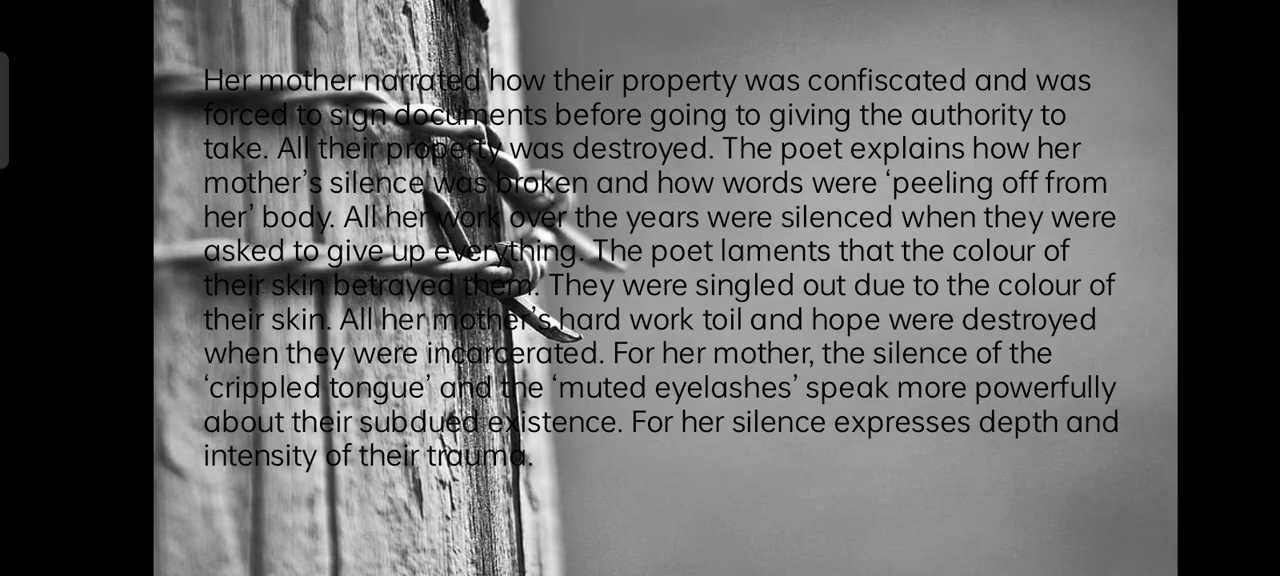 Her mother narrated how their property was confiscated and was
forced to sign documents before going to giving the authority to
take. All their property was destroyed. The poet explains how her
mother’s silence was broken and how words were ‘peeling off from
her’ body. All her work over the years were silenced when they were
asked to give up everything. The poet laments that the colour of
their skin betrayed them. They were singled out due to the colour of
their skin. All her mother’s hard work toil and hope were destroyed
when they were incarcerated. For her mother, the silence of the
‘crippled tongue’ and the ‘muted eyelashes’ speak more powerfully
about their subdued existence. For her silence expresses depth and
intensity of their trauma.